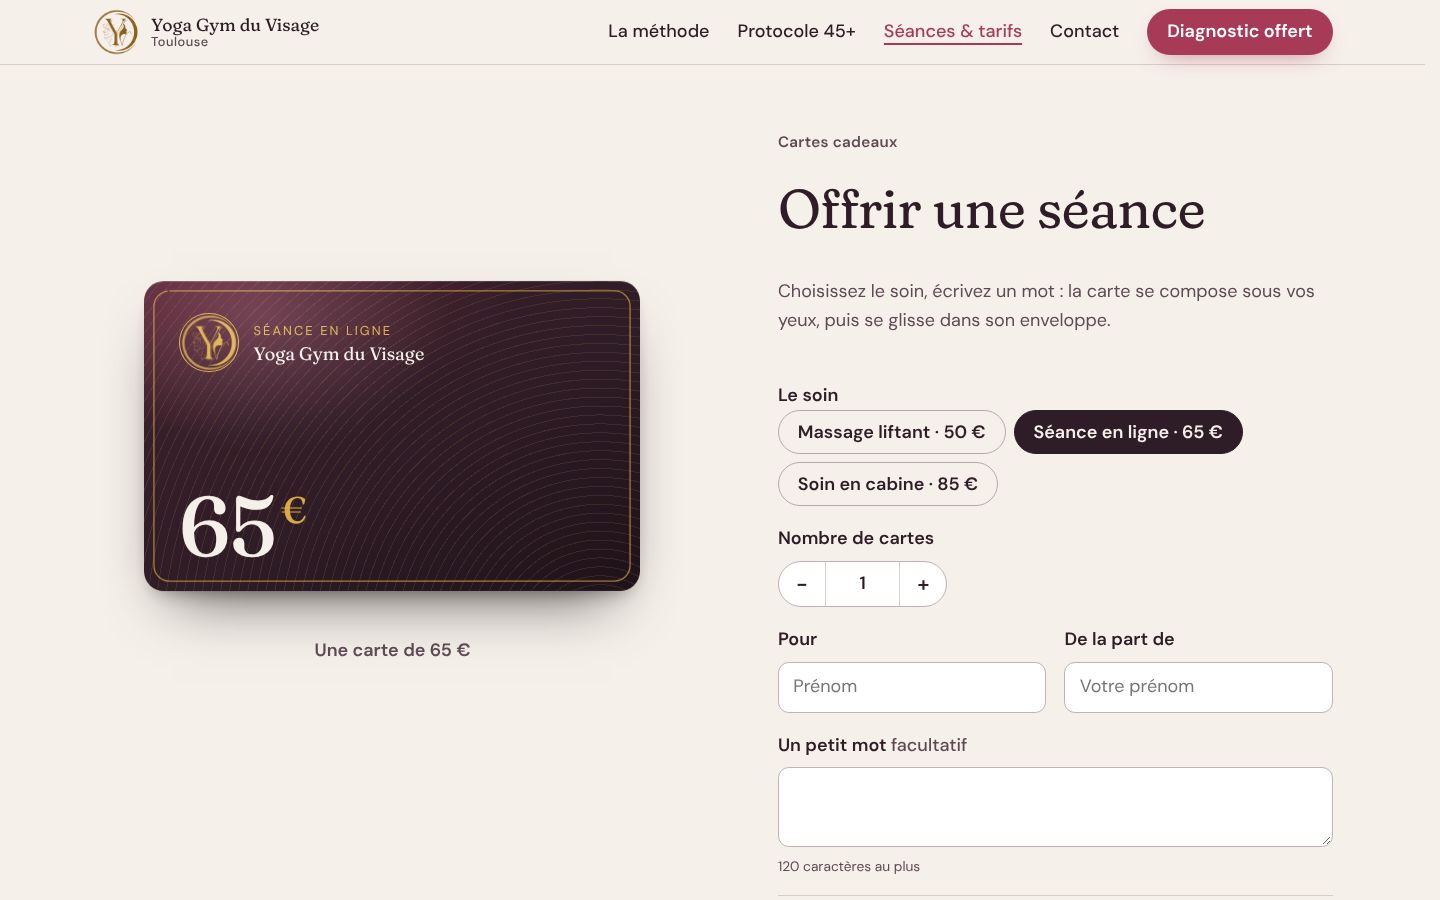 Yoga Gym du Visage
Toulouse
La méthode
Protocole 45+
Séances & tarifs
Contact
Diagnostic offert
SÉANCE EN LIGNE
Yoga Gym du Visage
65€
Une carte de 65 €
Cartes cadeaux
Offrir une séance
Choisissez le soin, écrivez un mot : la carte se compose sous vos
yeux, puis se glisse dans son enveloppe.
Le soin
Massage liftant · 50 €
Séance en ligne · 65 €
Soin en cabine · 85 €
Nombre de cartes
− 1 +
Pour
De la part de
Prénom
Votre prénom
Un petit mot facultatif
120 caractères au plus